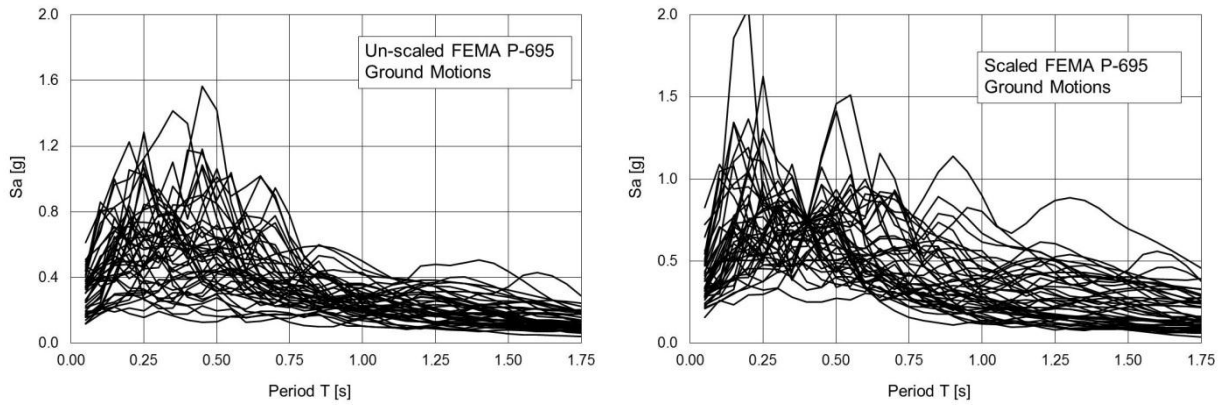 2.0
1.6
1.2
0.8
0.4
0.0
Sa [g]
Un-scaled FEMA P-695
Ground Motions
0.00 0.25 0.50 0.75 1.00 1.25 1.50 1.75
Period T [s]
2.0
1.5
1.0
0.5
0.0
Sa [g]
Scaled FEMA P-695
Ground Motions
0.00 0.25 0.50 0.75 1.00 1.25 1.50 1.75
Period T [s]